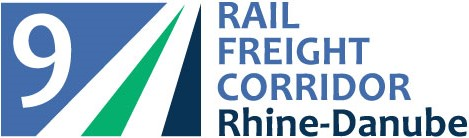 9
RAIL
FREIGHT
CORRIDOR
Rhine-Danube